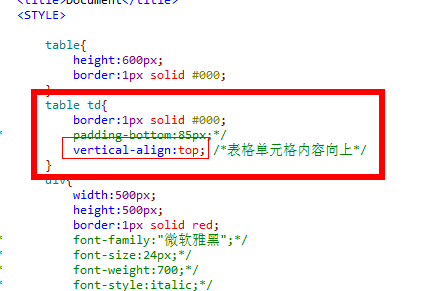 <title>Document</title>
<STYLE>
table{
height:600px;
border:1px solid #000;
}
table td{
border:1px solid #000;
* padding-bottom:85px;*/
vertical-align:top; /*表格单元格内容向上*/
}
div{
width:500px;
height:500px;
border:1px solid red;
* font-family:"微软雅黑";*/
* font-size:24px;*/
* font-weight:700;*/
* font-style:italic;*/